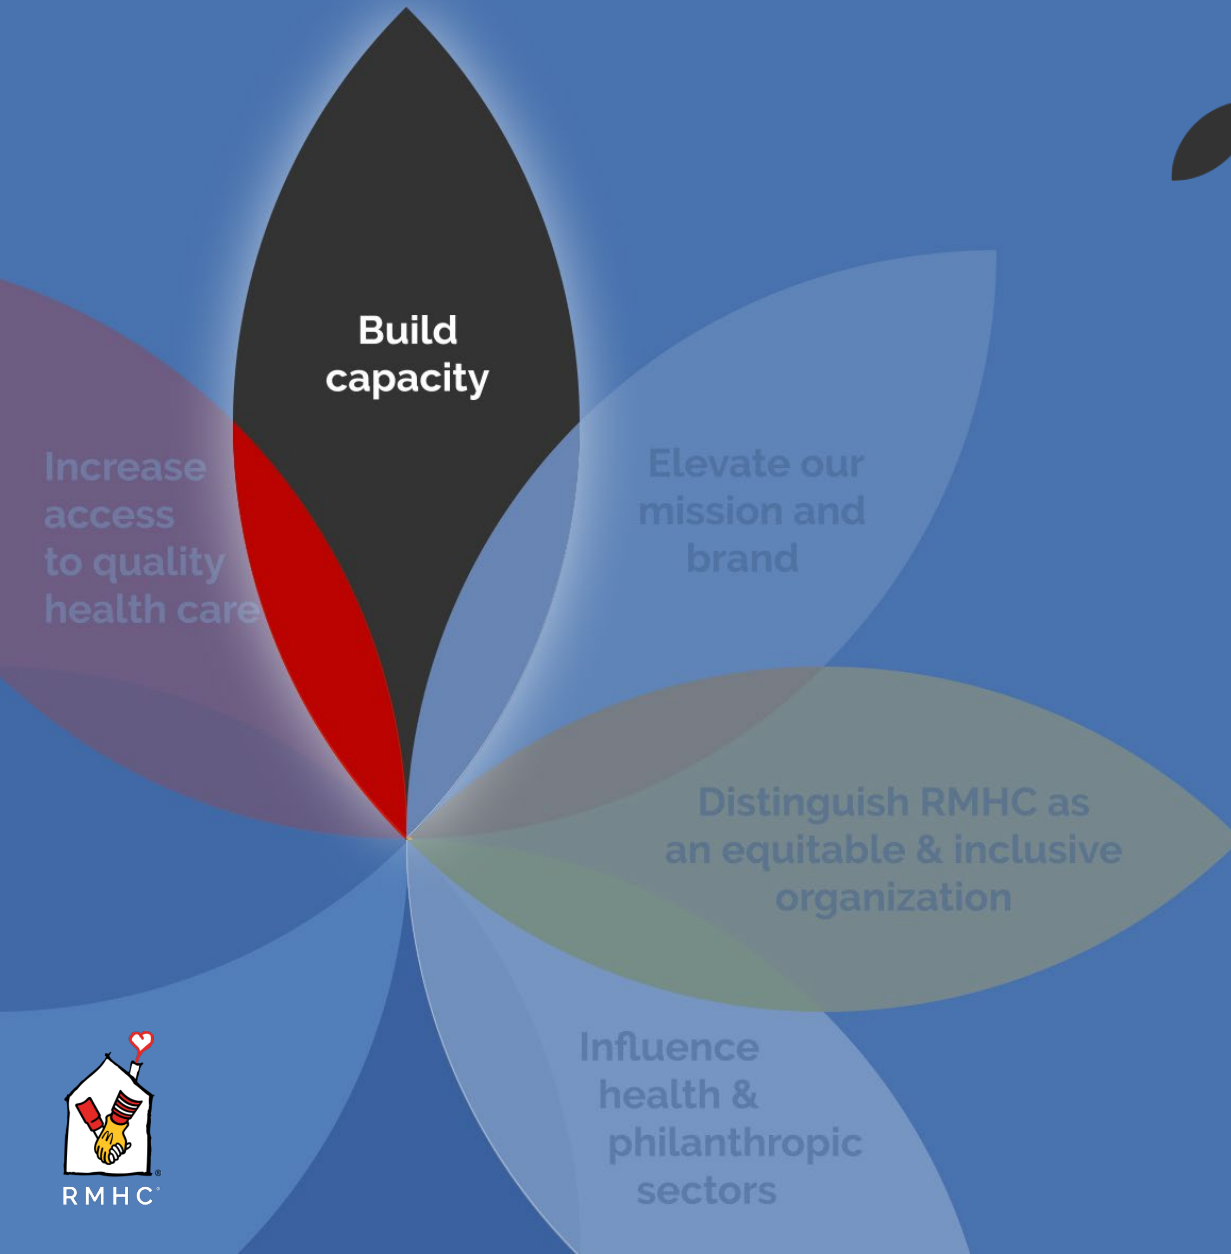 Build
capacity
Increase
access
to quality
health care
Elevate our
mission and
brand
Distinguish RMHC as
an equitable & inclusive
organization
Influence
health &
philanthropic
sectors
RMHC